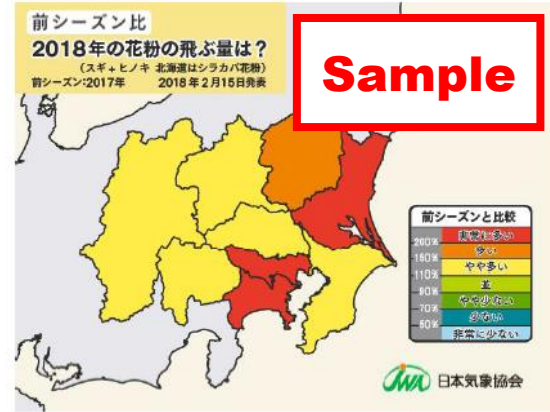 前シーズン比
2018年の花粉の飛ぶ量は?
(スギ+ヒノキ 北海道はシラカバ花粉)
前シーズン:2017年 2018年2月15日発表
Sample
前シーズンと比較
非常に多い
200%
多い
160%
やや多い
110%
並
90%
やや少ない
70%
少ない
50%
非常に少ない
JWA 日本気象協会